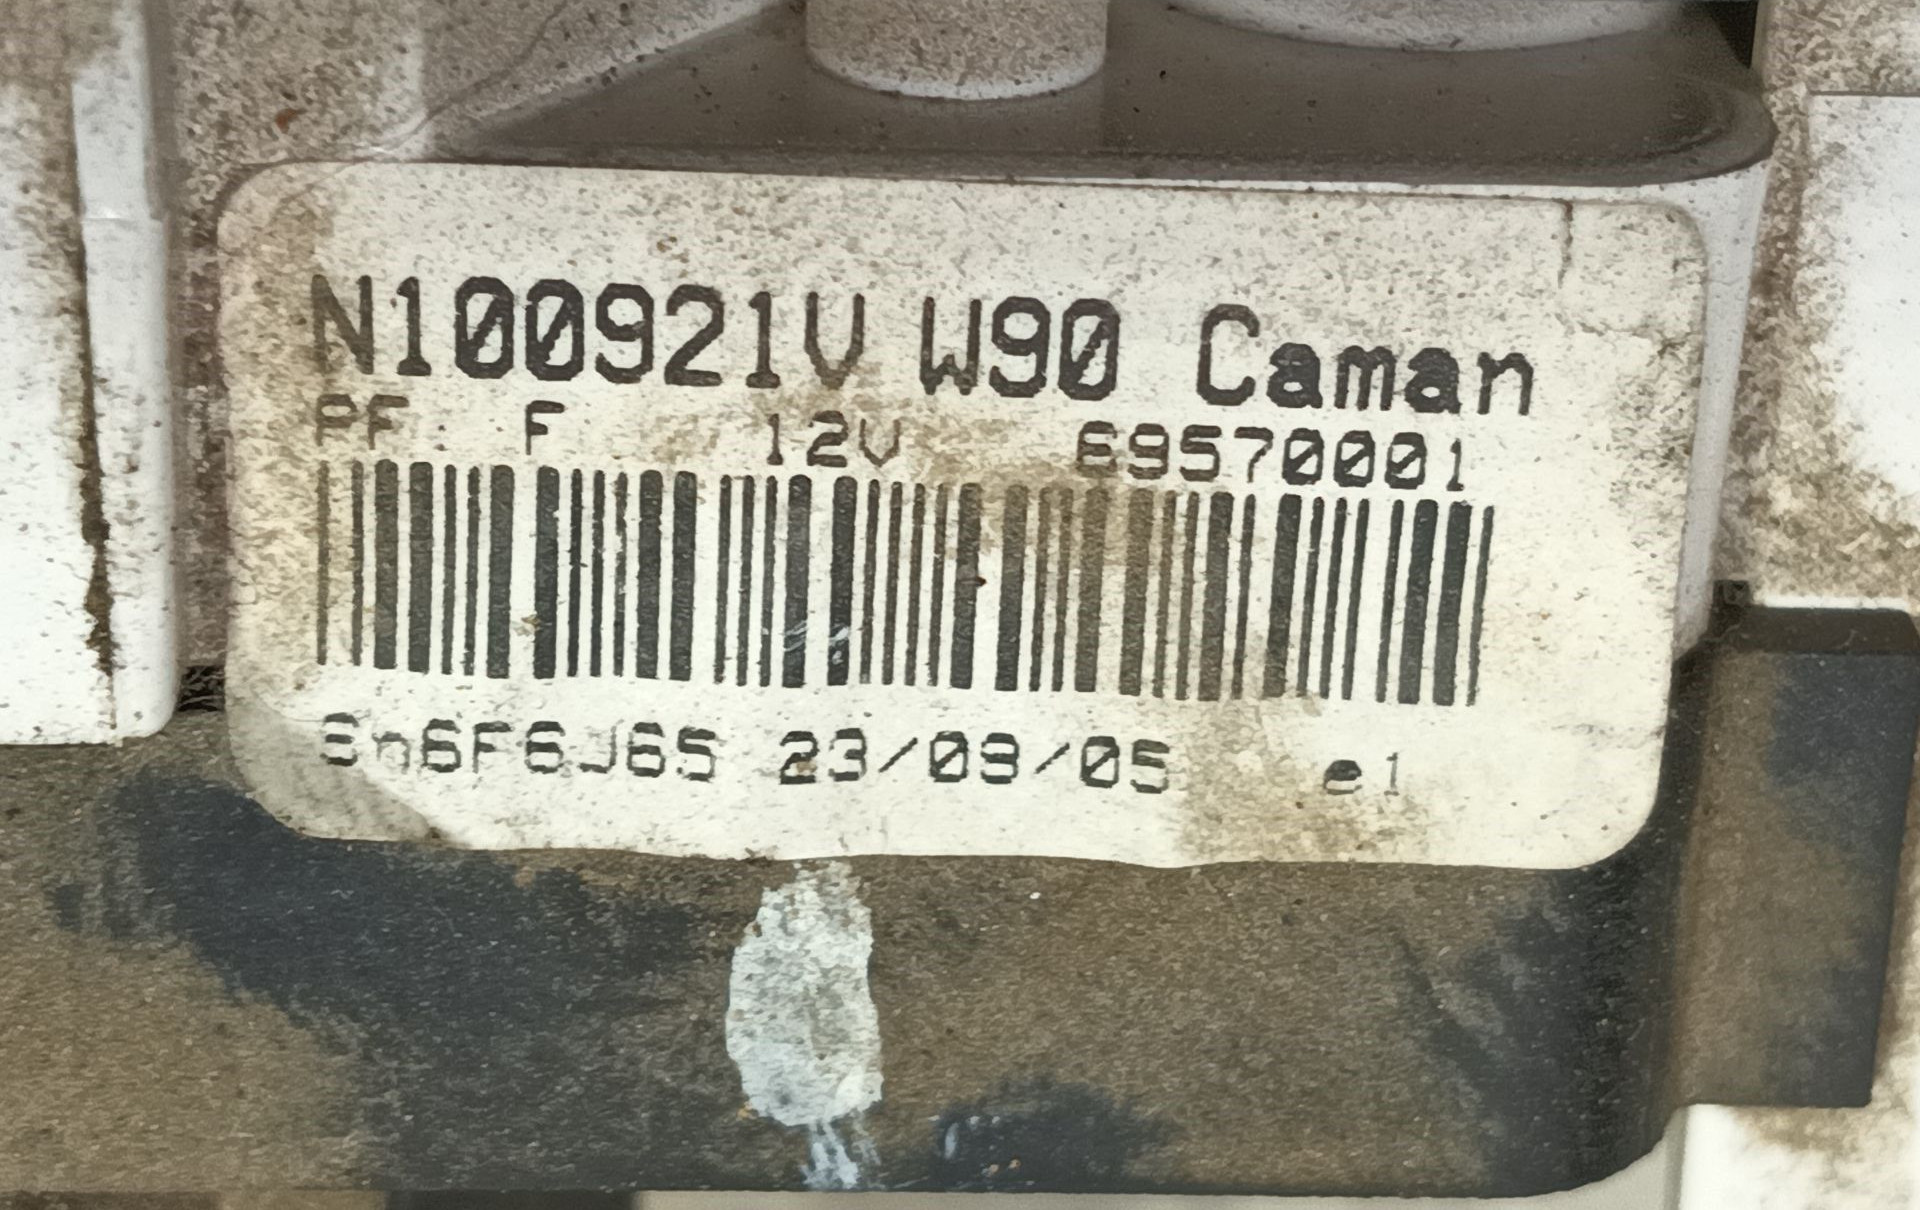 N100921V W90 Caman
PF: F 12V 69570001
Sn6F6J65 23/09/05 e1